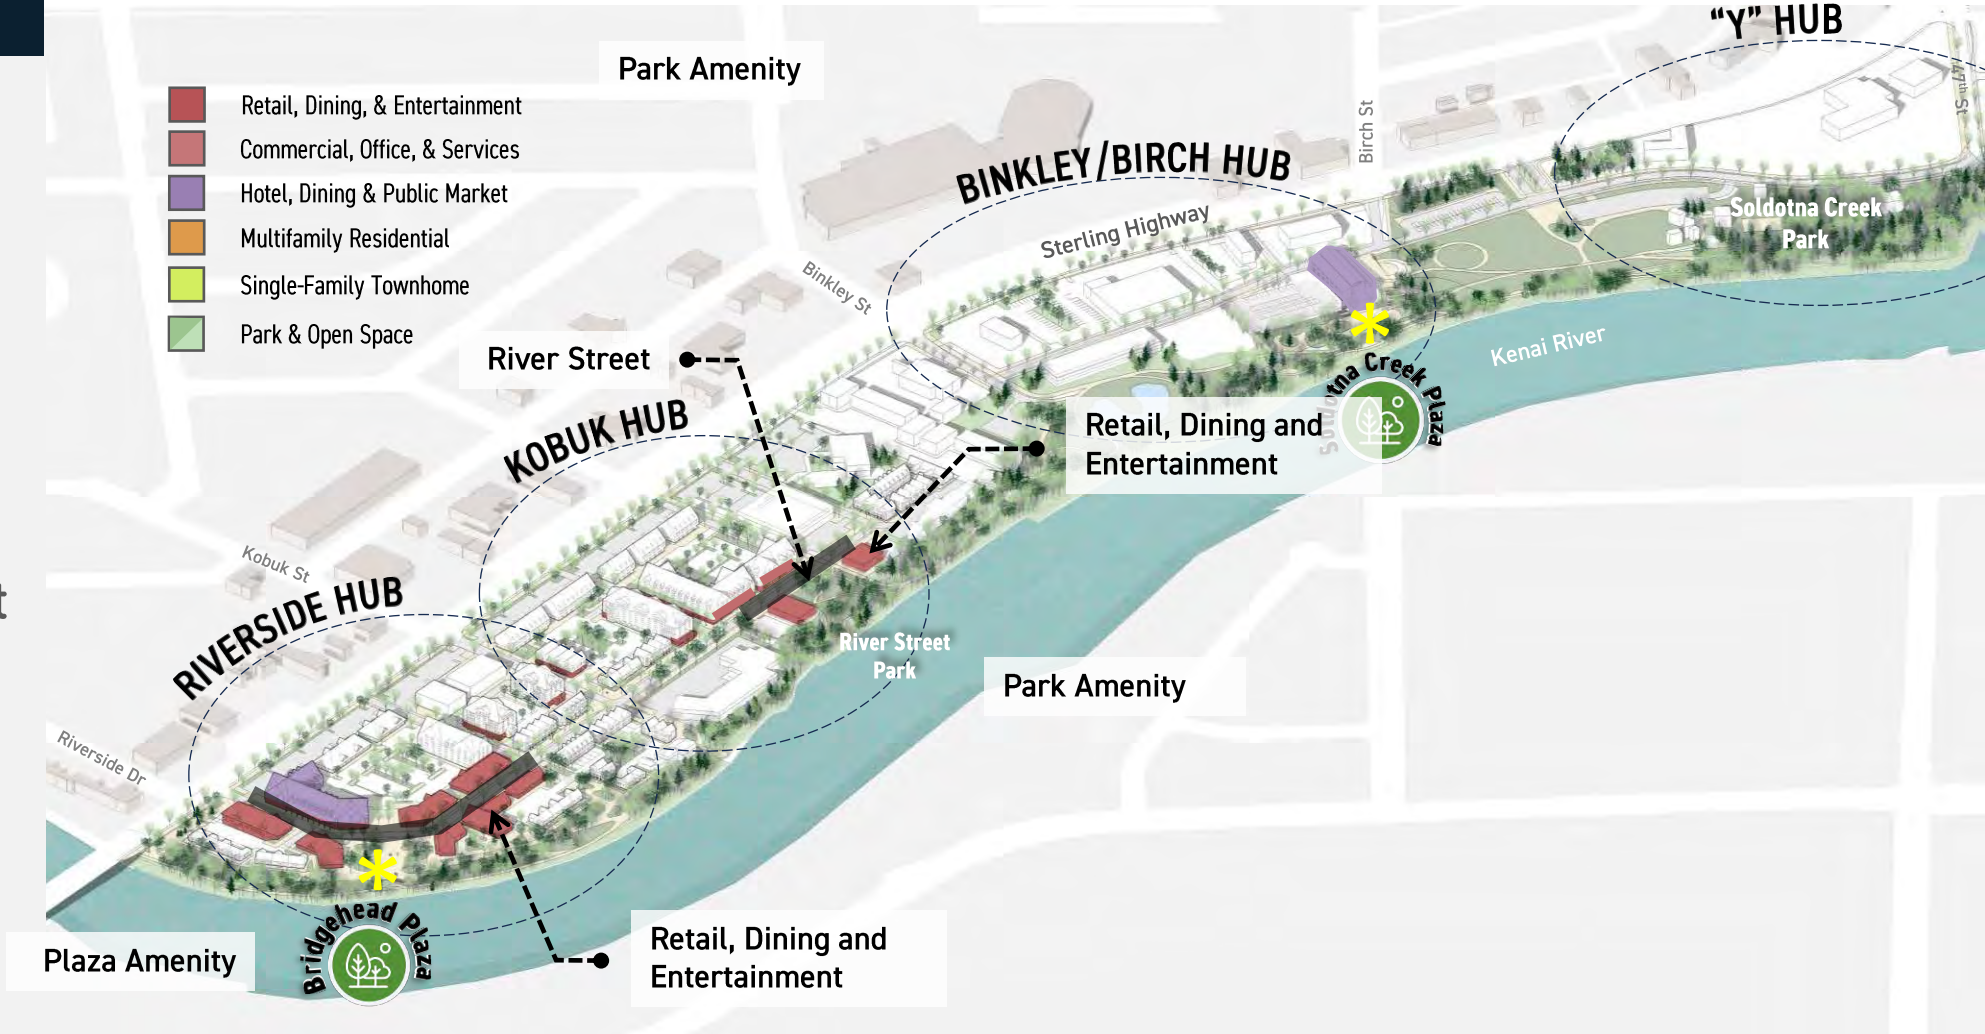 "Y" HUB
Park Amenity
47th St
Retail, Dining, & Entertainment
Commercial, Office, & Services
Hotel, Dining & Public Market
Multifamily Residential
Single-Family Townhome
Park & Open Space
Birch St
BINKLEY/BIRCH HUB
Sterling Highway
Soldotna Creek
Park
Binkley St
River Street
Kenai River
Soldotna Creek Plaza
KOBUK HUB
Retail, Dining and
Entertainment
Kobuk St
RIVERSIDE HUB
t
River Street
Park
Park Amenity
Riverside Dr
Bridgehead Plaza
Plaza Amenity
Retail, Dining and
Entertainment